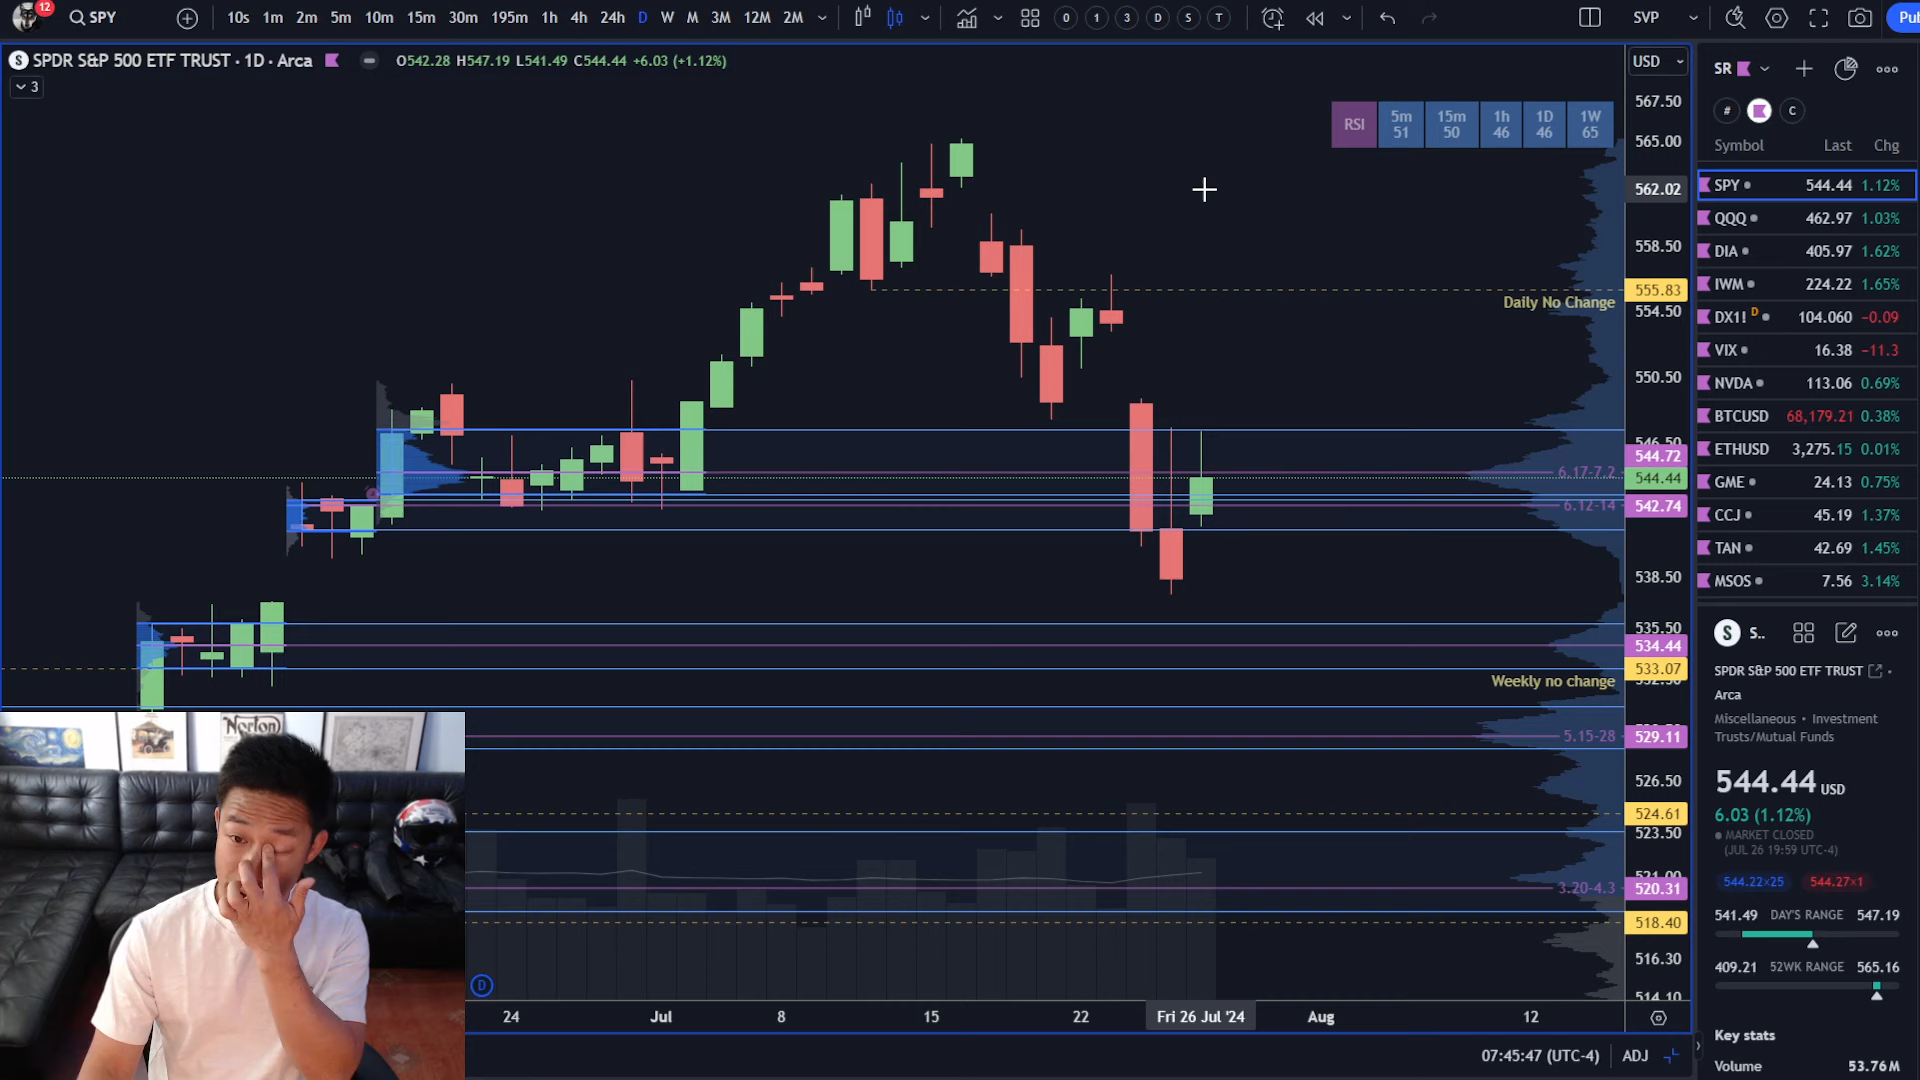 12
SPY
10s 1m 2m 5m 10m 15m 30m 195m 1h 4h 24h D W M 3M 12M 2M
0 1 3 D S T
SVP
Pu
S SPDR S&P 500 ETF TRUST · 1D · Arca
O542.28 H547.19 L541.49 C544.44 +6.03 (+1.12%)
3
USD
RSI
5m 51
15m 50
1h 46
1D 46
1W 65
567.50
565.00
562.02
558.50
555.83
Daily No Change
554.50
550.50
546.50
544.72
6.17-7.2
544.44
6.12-14
542.74
538.50
535.50
534.44
533.07
Weekly no change
5.15-28
529.11
526.50
524.61
523.50
521.00
3.20-4.3
520.31
518.40
516.30
514.10
Norton
D
24 Jul 8 15 22 Fri 26 Jul '24 Aug 12
07:45:47 (UTC-4)
ADJ
SR
# C
Symbol Last Chg
SPY 544.44 1.12%
QQQ 462.97 1.03%
DIA 405.97 1.62%
IWM 224.22 1.65%
DX1! D 104.060 −0.09
VIX 16.38 −11.3
NVDA 113.06 0.69%
BTCUSD 68,179.21 0.38%
ETHUSD 3,275.15 0.01%
GME 24.13 0.75%
CCJ 45.19 1.37%
TAN 42.69 1.45%
MSOS 7.56 3.14%
S S..
SPDR S&P 500 ETF TRUST ·
Arca
Miscellaneous • Investment
Trusts/Mutual Funds
544.44 USD
6.03 (1.12%)
MARKET CLOSED
(JUL 26 19:59 UTC-4)
544.22×25 544.27×1
541.49 DAY'S RANGE 547.19
409.21 52WK RANGE 565.16
Key stats
Volume 53.76M